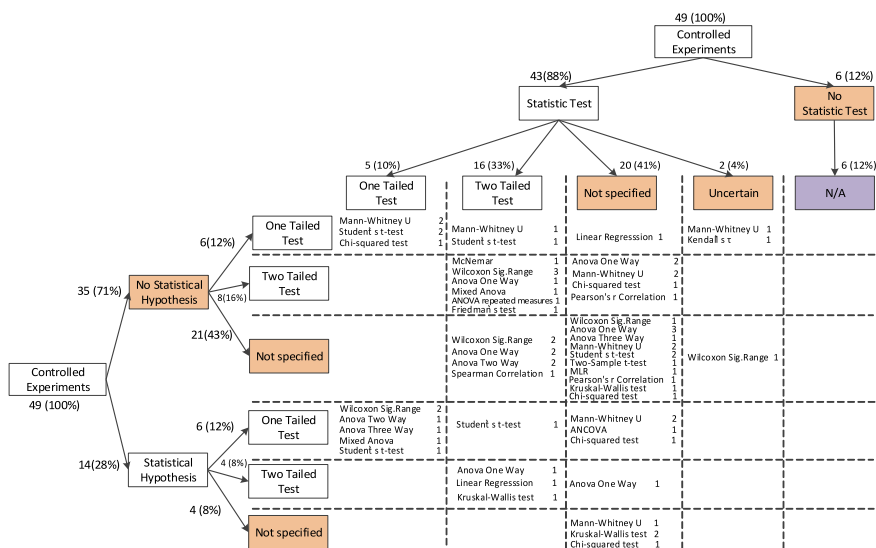 49 (100%)
Controlled
Experiments
43(88%)
6 (12%)
Statistic Test
No
Statistic Test
5 (10%)
16 (33%)
20 (41%)
2 (4%)
6 (12%)
One Tailed
Test
Two Tailed
Test
Not specified
Uncertain
N/A
35 (71%)
No Statistical
Hypothesis
6(12%)
One Tailed
Test
Mann-Whitney U 2
Student s t-test 2
Chi-squared test 1
Mann-Whitney U 1
Student s t-test 1
Linear Regresssion 1
Mann-Whitney U 1
Kendall s τ 1
8(16%)
Two Tailed
Test
McNemar 1
Wilcoxon Sig.Range 3
Anova One Way 1
Mixed Anova 1
ANOVA repeated measures 1
Friedman s test 1
Anova One Way 2
Mann-Whitney U 2
Chi-squared test 1
Pearson's r Correlation 1
21(43%)
Not specified
Wilcoxon Sig.Range 2
Anova One Way 2
Anova Two Way 2
Spearman Correlation 1
Wilcoxon Sig.Range 1
Anova One Way 3
Anova Three Way 1
Mann-Whitney U 2
Student s t-test 2
Two-Sample t-test 1
MLR 1
Pearson's r Correlation 1
Kruskal-Wallis test 1
Chi-squared test 1
Wilcoxon Sig.Range 1
Controlled
Experiments
49 (100%)
14(28%)
Statistical
Hypothesis
6 (12%)
One Tailed
Test
Wilcoxon Sig.Range 2
Anova Two Way 1
Anova Three Way 1
Mixed Anova 1
Student s t-test 1
Student s t-test 1
Mann-Whitney U 2
ANCOVA 1
Chi-squared test 1
4 (8%)
Two Tailed
Test
Anova One Way 1
Linear Regresssion 1
Kruskal-Wallis test 1
Anova One Way 1
4 (8%)
Not specified
Mann-Whitney U 1
Kruskal-Wallis test 2
Chi-squared test 1